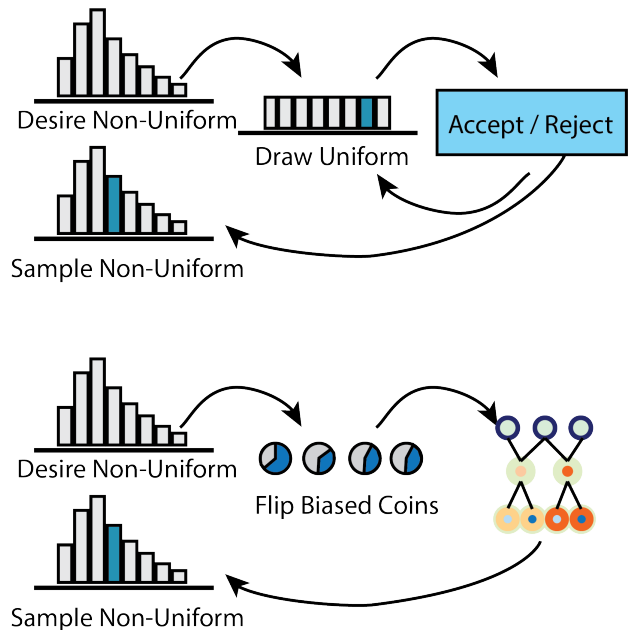 Desire Non-Uniform
Draw Uniform
Accept / Reject
Sample Non-Uniform
Desire Non-Uniform
Flip Biased Coins
Sample Non-Uniform